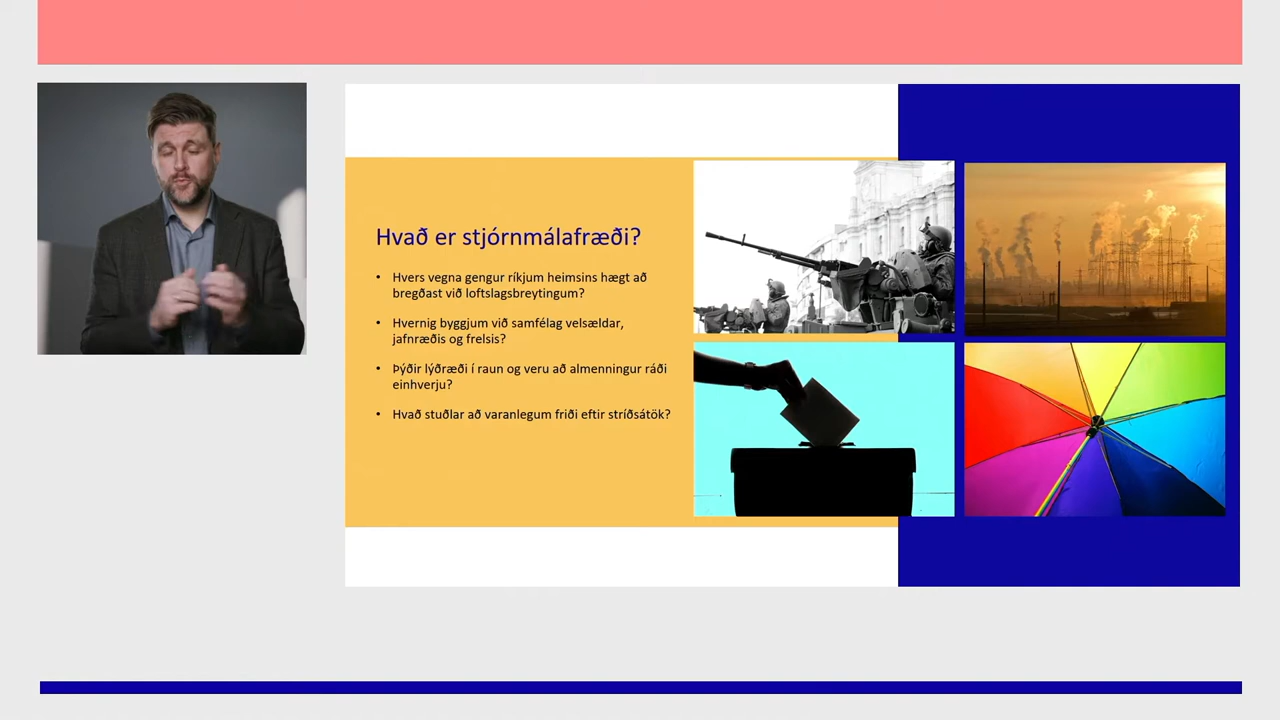 Hvað er stjórnmálafræði?
• Hvers vegna gengur ríkjum heimsins hægt að
bregðast við loftslagsbreytingum?
• Hvernig byggjum við samfélag velsældar,
jafnræðis og frelsis?
• Þýðir lýðræði í raun og veru að almenningur ráði
einhverju?
• Hvað stuðlar að varanlegum friði eftir stríðsátök?